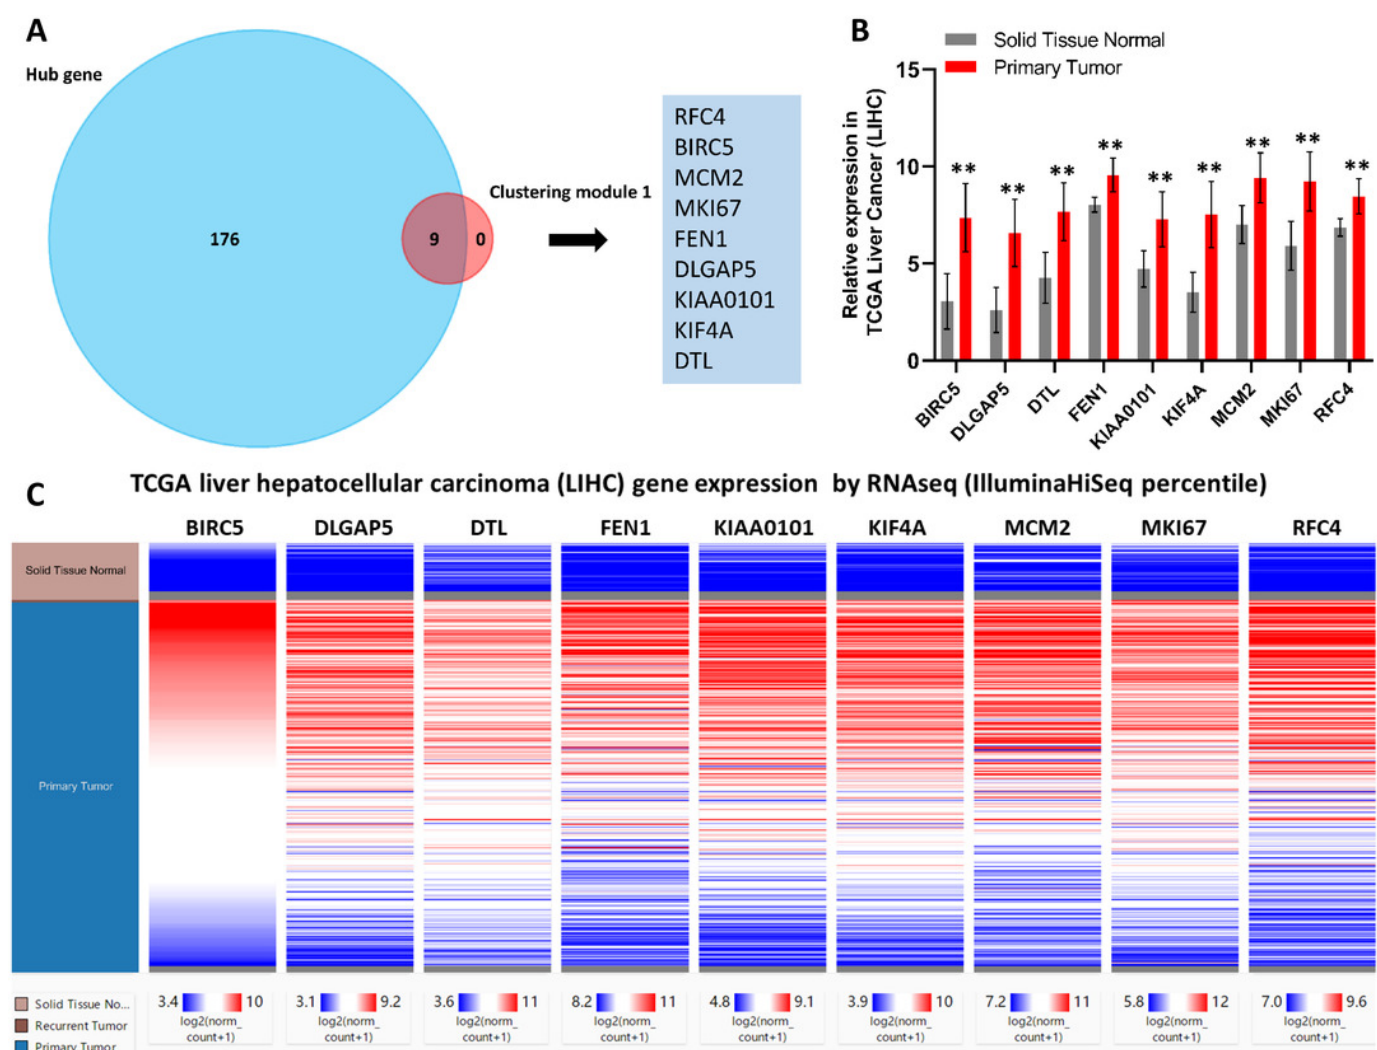 A
Hub gene
176
9
0
Clustering module 1
RFC4
BIRC5
MCM2
MKI67
FEN1
DLGAP5
KIAA0101
KIF4A
DTL
B
Solid Tissue Normal
Primary Tumor
Relative expression in
TCGA Liver Cancer (LIHC)
15
10
5
0
** ** ** ** ** ** ** ** **
BIRC5 DLGAP5 DTL FEN1 KIAA0101 KIF4A MCM2 MKI67 RFC4
C
TCGA liver hepatocellular carcinoma (LIHC) gene expression by RNAseq (IlluminaHiSeq percentile)
BIRC5 DLGAP5 DTL FEN1 KIAA0101 KIF4A MCM2 MKI67 RFC4
Solid Tissue Normal
Primary Tumor
Solid Tissue No...
Recurrent Tumor
Primary Tumor
3.4 10
log2(norm_
count+1)
3.1 9.2
log2(norm_
count+1)
3.6 11
log2(norm_
count+1)
8.2 11
log2(norm_
count+1)
4.8 9.1
log2(norm_
count+1)
3.9 10
log2(norm_
count+1)
7.2 11
log2(norm_
count+1)
5.8 12
log2(norm_
count+1)
7.0 9.6
log2(norm_
count+1)